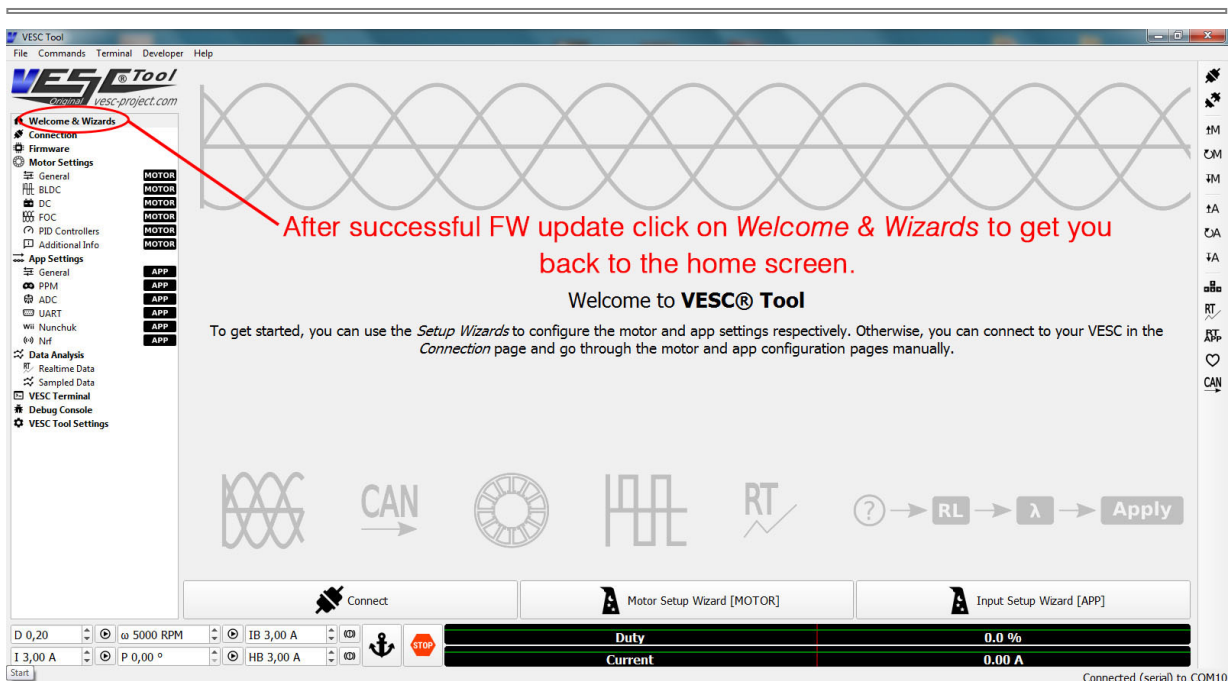 VESC Tool
File Commands Terminal Developer Help
VESC ® Tool
Original vesc-project.com
Welcome & Wizards
Connection
Firmware
Motor Settings
General MOTOR
BLDC MOTOR
DC MOTOR
FOC MOTOR
PID Controllers MOTOR
Additional Info MOTOR
App Settings
General APP
PPM APP
ADC APP
UART APP
Wii Nunchuk APP
Nrf APP
Data Analysis
RT Realtime Data
Sampled Data
VESC Terminal
Debug Console
VESC Tool Settings
After successful FW update click on Welcome & Wizards to get you
back to the home screen.
Welcome to VESC® Tool
To get started, you can use the Setup Wizards to configure the motor and app settings respectively. Otherwise, you can connect to your VESC in the
Connection page and go through the motor and app configuration pages manually.
CAN
RT
? RL λ Apply
Connect
Motor Setup Wizard [MOTOR]
Input Setup Wizard [APP]
M
M
M
A
A
A
RT
RT
APP
CAN
D 0,20 ω 5000 RPM IB 3,00 A
I 3,00 A P 0,00 ° HB 3,00 A
STOP
Duty 0.0 %
Current 0.00 A
Start
Connected (serial) to COM10